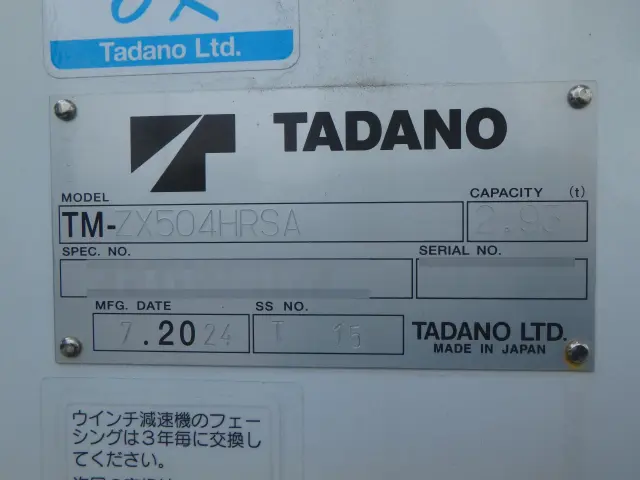 Tadano Ltd.
TADANO
MODEL
CAPACITY (t)
TM-ZX504HRSA
2.93
SPEC. NO.
SERIAL NO.
MFG. DATE
SS NO.
7.2024
T 15
TADANO LTD.
MADE IN JAPAN
ウインチ減速機のフェー
シングは3年毎に交換し
てください。